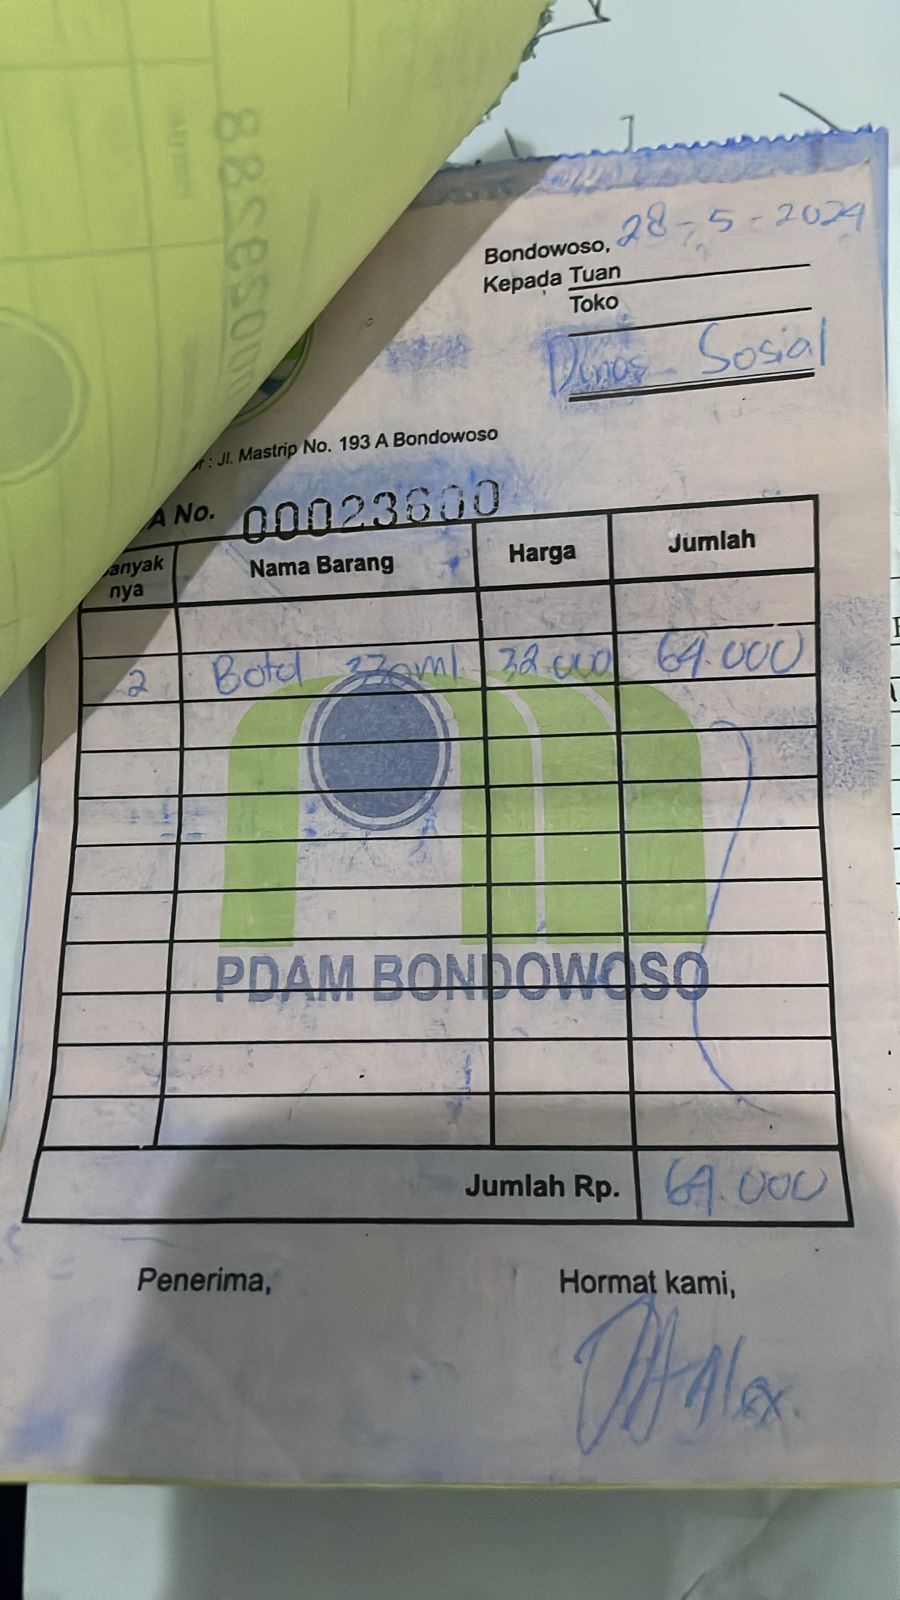 Bondowoso, 28-5-2024
Kepada Tuan
Toko
Dinas Sosial
: Jl. Mastrip No. 193 A Bondowoso
A No. 00023600
anyak nya Nama Barang Harga Jumlah
2 Botol 330ml 32.000 64.000
PDAM BONDOWOSO
Jumlah Rp. 64.000
Penerima, Hormat kami,
Alex.